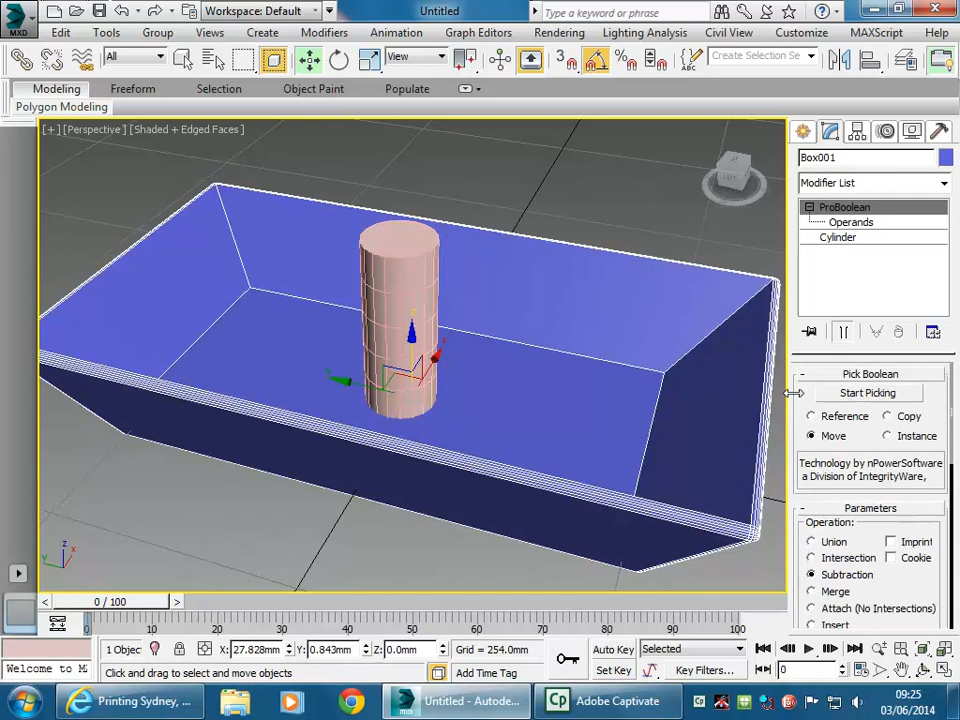 MXD Workspace: Default Untitled Type a keyword or phrase
Edit Tools Group Views Create Modifiers Animation Graph Editors Rendering Lighting Analysis Civil View Customize MAXScript Help
All View 3 Create Selection Se
Modeling Freeform Selection Object Paint Populate
Polygon Modeling
[+] [Perspective] [Shaded + Edged Faces]
Box001
Modifier List
ProBoolean
Operands
Cylinder
Pick Boolean
Start Picking
Reference Copy
Move Instance
Technology by nPowerSoftware
a Division of IntegrityWare,
Parameters
Operation:
Union Imprint
Intersection Cookie
Subtraction
Merge
Attach (No Intersections)
Insert
z
x
y
< 0 / 100 >
0 10 20 30 40 50 60 70 80 90 100
1 Object X: 27.828mm Y: 0.843mm Z: 0.0mm Grid = 254.0mm Auto Key Selected
Welcome to M Click and drag to select and move objects Add Time Tag Set Key Key Filters... 0
Printing Sydney, ... Untitled - Autode... Cp Adobe Captivate
09:25
03/06/2014